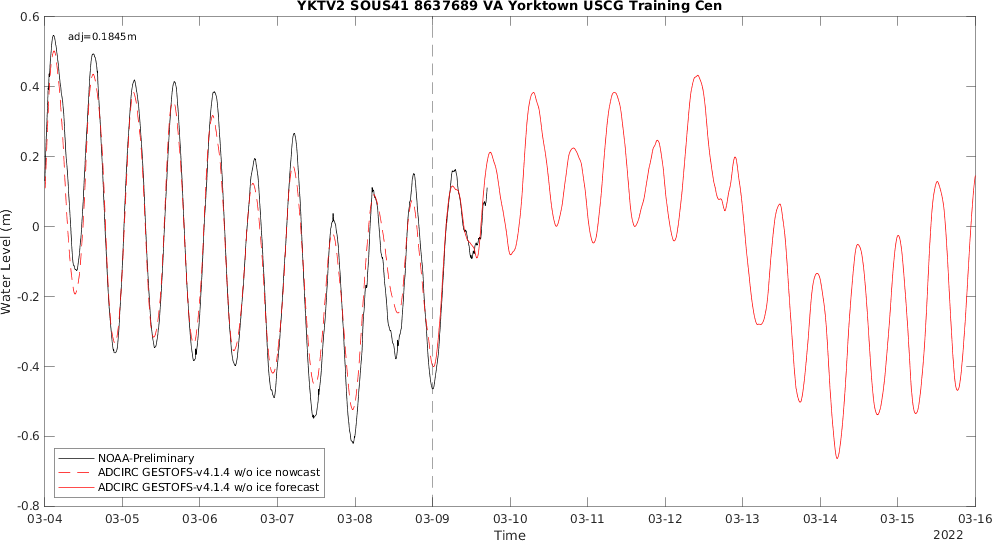 YKTV2 SOUS41 8637689 VA Yorktown USCG Training Cen
adj=0.1845m
0.6
0.4
0.2
0
-0.2
-0.4
-0.6
-0.8
Water Level (m)
NOAA-Preliminary
ADCIRC GESTOFS-v4.1.4 w/o ice nowcast
ADCIRC GESTOFS-v4.1.4 w/o ice forecast
03-04 03-05 03-06 03-07 03-08 03-09 03-10 03-11 03-12 03-13 03-14 03-15 03-16
Time
2022